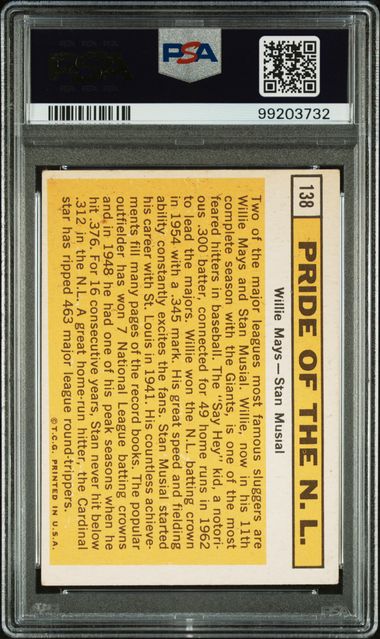 PSA
99203732
138
PRIDE OF THE N. L.
Willie Mays — Stan Musial
Two of the major leagues most famous sluggers are
Willie Mays and Stan Musial. Willie, now in his 11th
complete season with the Giants, is one of the most
feared hitters in baseball. The "Say Hey" kid, a notori-
ous .300 batter, connected for 49 home runs in 1962
to lead the majors. Willie won the N.L. batting crown
in 1954 with a .345 mark. His great speed and fielding
ability constantly excites the fans. Stan Musial started
his career with St. Louis in 1941. His countless achieve-
ments fill many pages of the record books. The popular
outfielder has won 7 National League batting crowns
and in 1948 he had one of his peak seasons when he
hit .376. For 16 consecutive years, Stan never hit below
.312 in the N.L. A great home-run hitter, the Cardinal
star has ripped 463 major league round-trippers.
© T.C.G. PRINTED IN U.S.A.